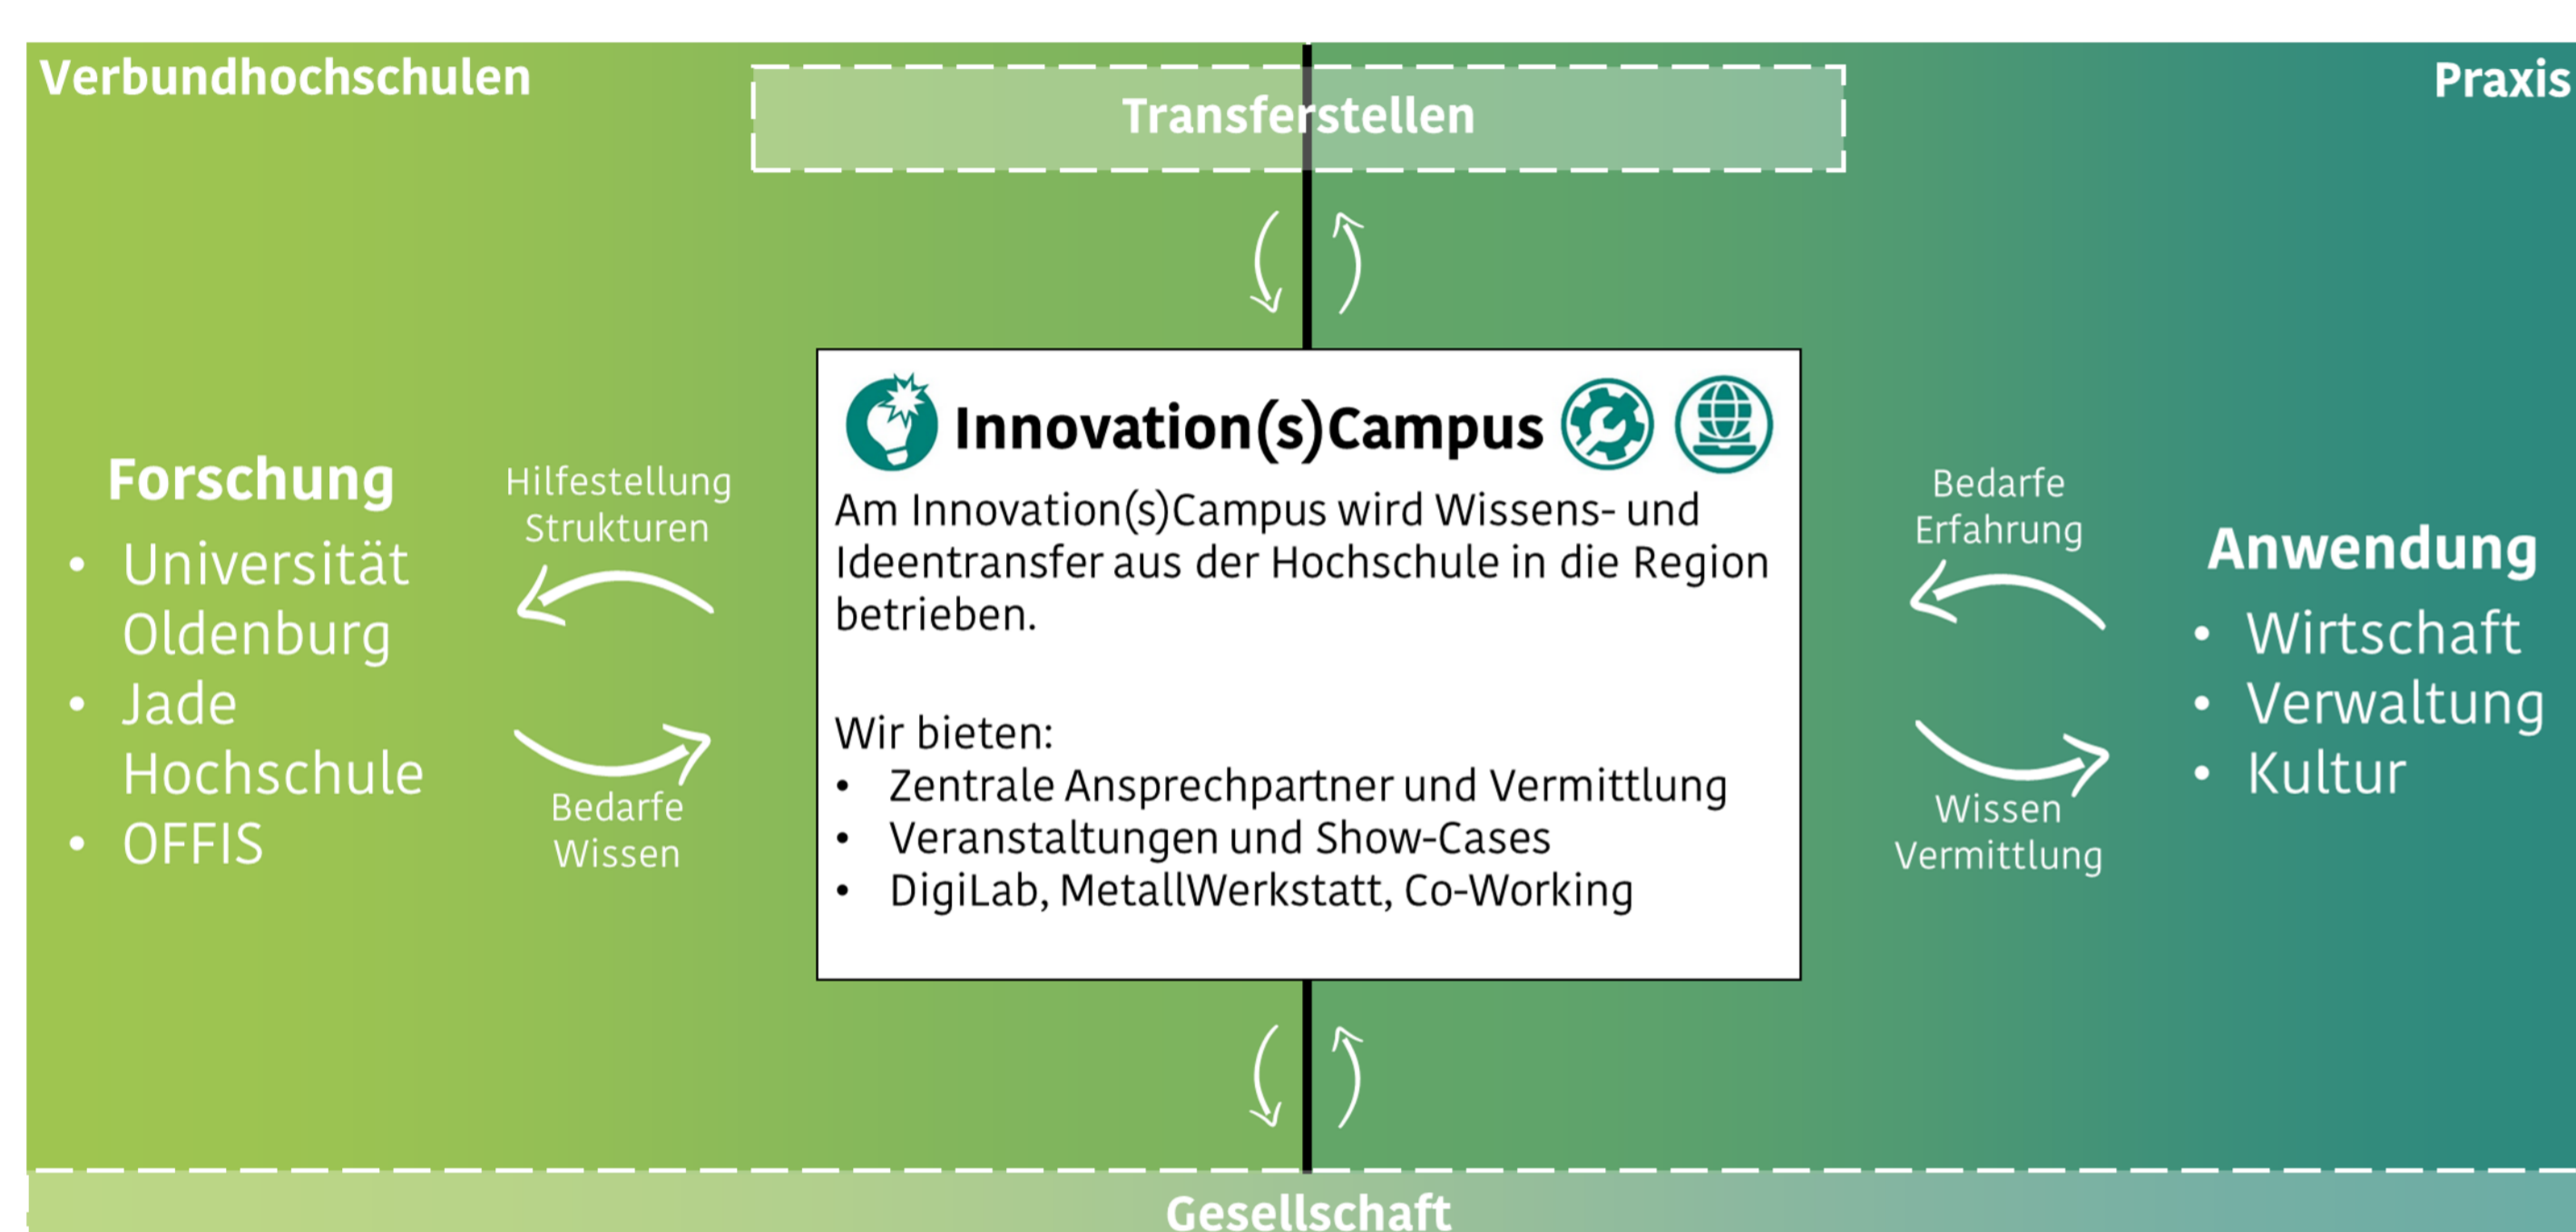 Verbundhochschulen
Transferstellen
Praxis
Forschung
• Universität
Oldenburg
• Jade
Hochschule
• OFFIS
Hilfestellung
Strukturen
Bedarfe
Wissen
Innovation(s)Campus
Am Innovation(s)Campus wird Wissens- und
Ideentransfer aus der Hochschule in die Region
betrieben.
Wir bieten:
• Zentrale Ansprechpartner und Vermittlung
• Veranstaltungen und Show-Cases
• DigiLab, MetallWerkstatt, Co-Working
Bedarfe
Erfahrung
Wissen
Vermittlung
Anwendung
• Wirtschaft
• Verwaltung
• Kultur
Gesellschaft